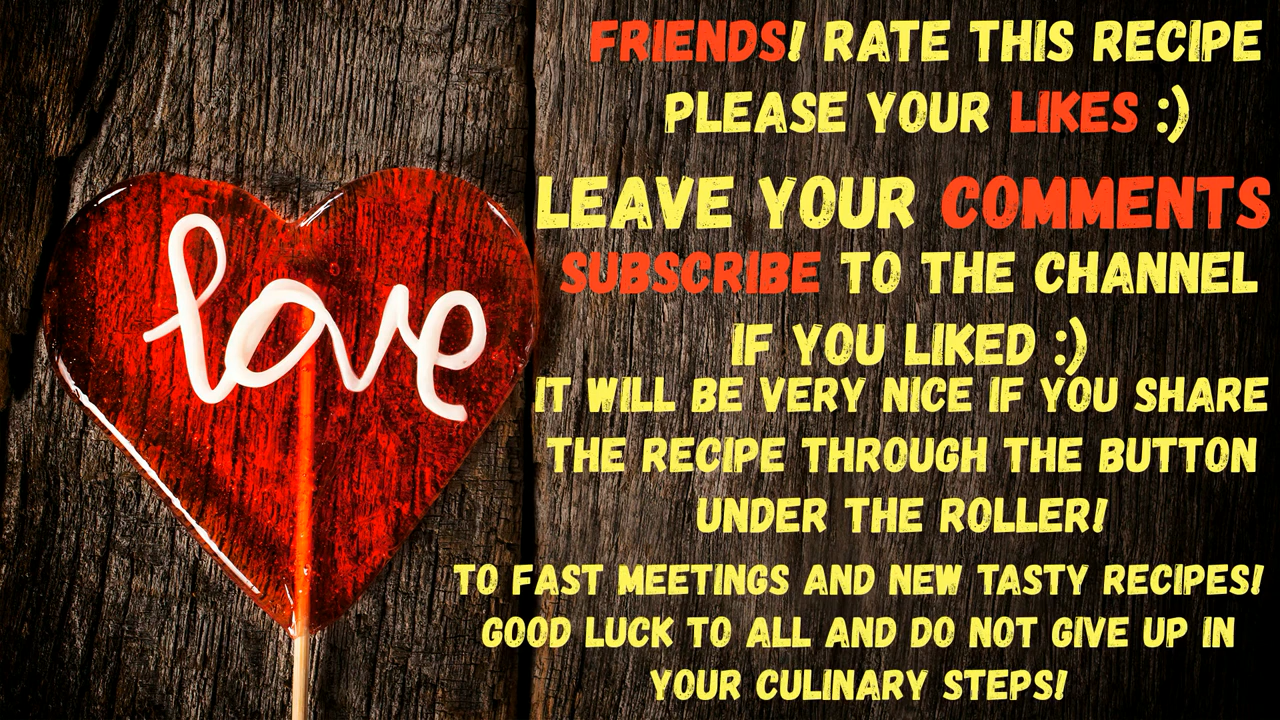 love
FRIENDS! RATE THIS RECIPE
PLEASE YOUR LIKES :)
LEAVE YOUR COMMENTS
SUBSCRIBE TO THE CHANNEL
IF YOU LIKED :)
IT WILL BE VERY NICE IF YOU SHARE
THE RECIPE THROUGH THE BUTTON
UNDER THE ROLLER!
TO FAST MEETINGS AND NEW TASTY RECIPES!
GOOD LUCK TO ALL AND DO NOT GIVE UP IN
YOUR CULINARY STEPS!